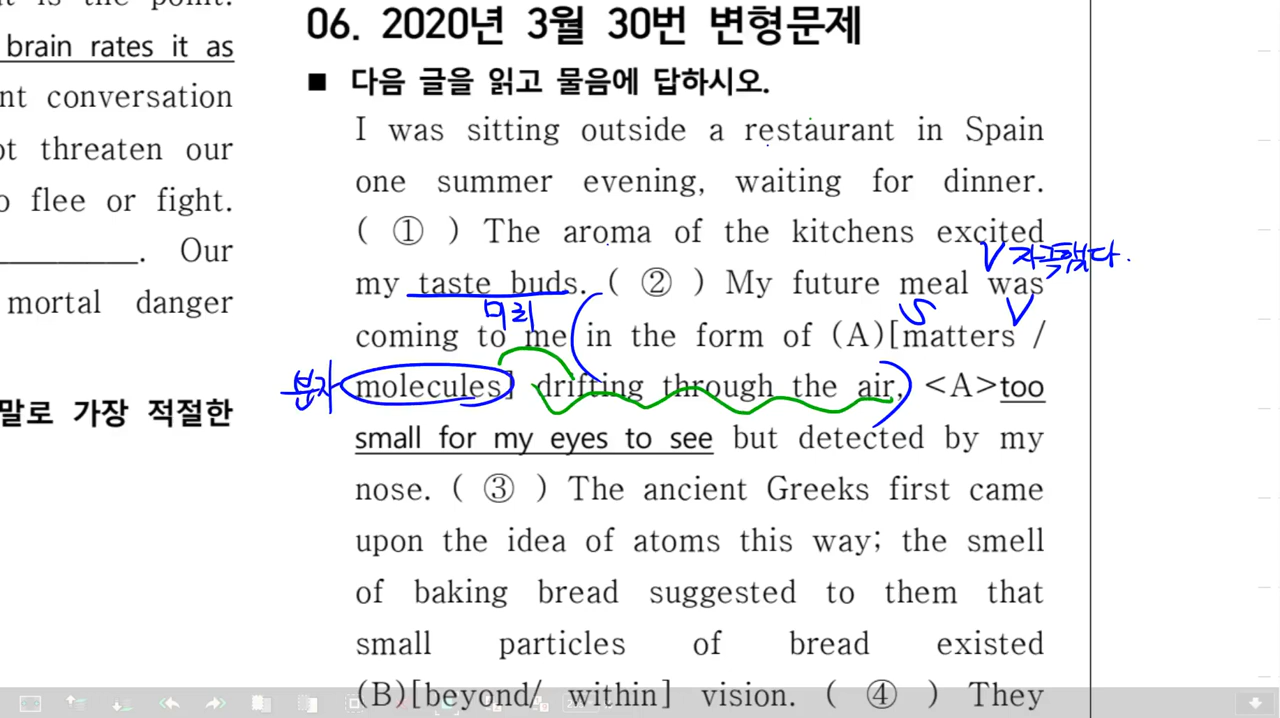 t is the point.
brain rates it as
nt conversation
ot threaten our
o flee or fight.
__________. Our
mortal danger
말로 가장 적절한
06. 2020년 3월 30번 변형문제
■ 다음 글을 읽고 물음에 답하시오.
I was sitting outside a restaurant in Spain
one summer evening, waiting for dinner.
( ① ) The aroma of the kitchens excited
V 자극했다.
my taste buds. ( ② ) My future meal was
미뢰 S V
coming to me in the form of (A)[matters /
분자 molecules] drifting through the air, <A>too
small for my eyes to see but detected by my
nose. ( ③ ) The ancient Greeks first came
upon the idea of atoms this way; the smell
of baking bread suggested to them that
small particles of bread existed
(B)[beyond/ within] vision. ( ④ ) They